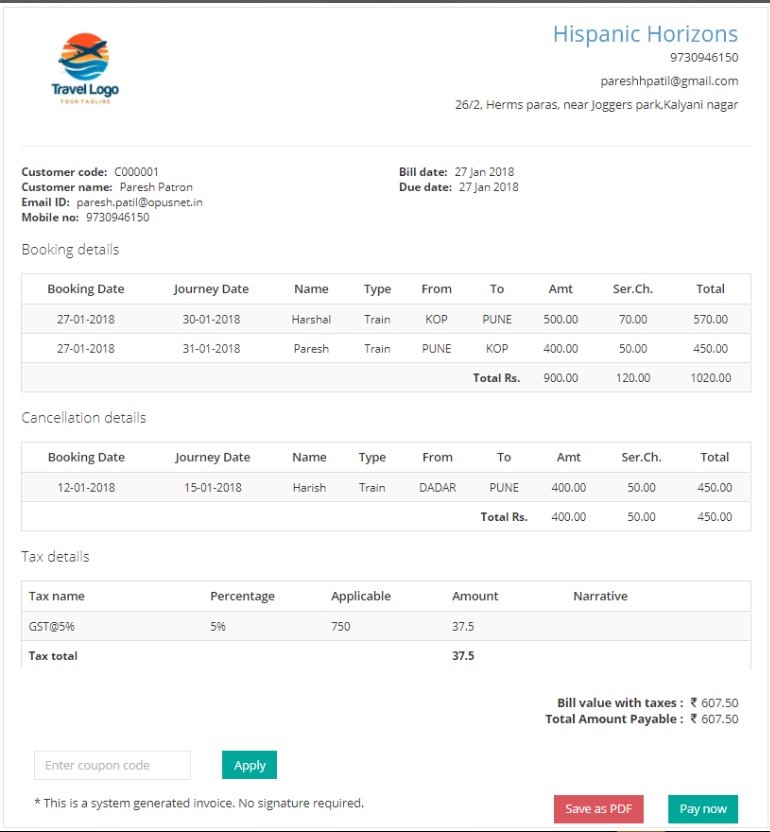 Travel Logo
YOUR TAGLINE
Hispanic Horizons
9730946150
pareshhpatil@gmail.com
26/2, Herms paras, near Joggers park,Kalyani nagar
Customer code: C000001
Customer name: Paresh Patron
Email ID: paresh.patil@opusnet.in
Mobile no: 9730946150
Bill date: 27 Jan 2018
Due date: 27 Jan 2018
Booking details
Booking Date Journey Date Name Type From To Amt Ser.Ch. Total
27-01-2018 30-01-2018 Harshal Train KOP PUNE 500.00 70.00 570.00
27-01-2018 31-01-2018 Paresh Train PUNE KOP 400.00 50.00 450.00
Total Rs. 900.00 120.00 1020.00
Cancellation details
Booking Date Journey Date Name Type From To Amt Ser.Ch. Total
12-01-2018 15-01-2018 Harish Train DADAR PUNE 400.00 50.00 450.00
Total Rs. 400.00 50.00 450.00
Tax details
Tax name Percentage Applicable Amount Narrative
GST@5% 5% 750 37.5
Tax total 37.5
Bill value with taxes : ₹ 607.50
Total Amount Payable : ₹ 607.50
Enter coupon code Apply
* This is a system generated invoice. No signature required.
Save as PDF Pay now